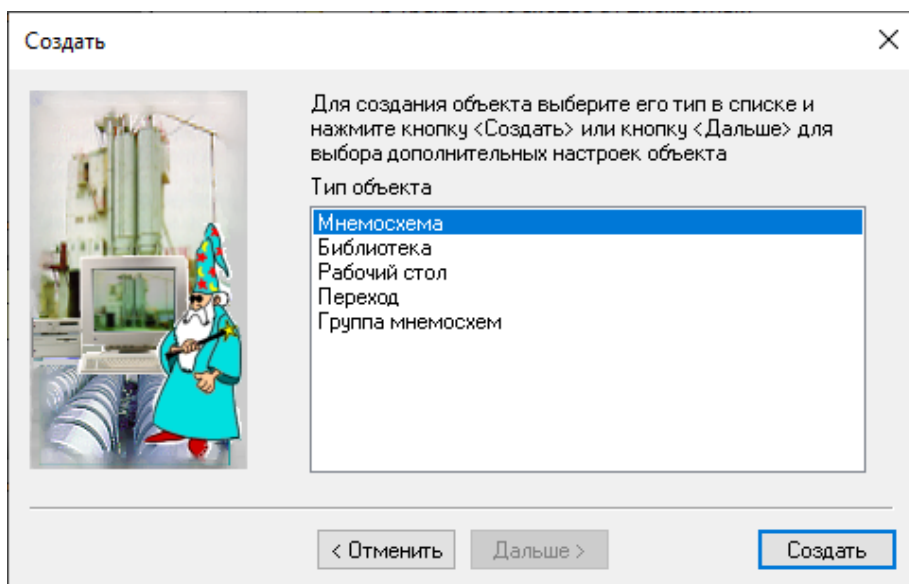 Создать
Для создания объекта выберите его тип в списке и
нажмите кнопку <Создать> или кнопку <Дальше> для
выбора дополнительных настроек объекта
Тип объекта
Мнемосхема
Библиотека
Рабочий стол
Переход
Группа мнемосхем
< Отменить
Дальше >
Создать